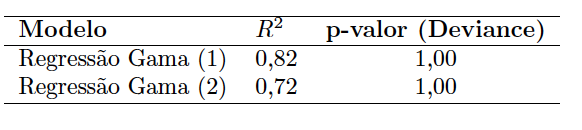 Modelo R² p-valor (Deviance)
Regressão Gama (1) 0,82 1,00
Regressão Gama (2) 0,72 1,00